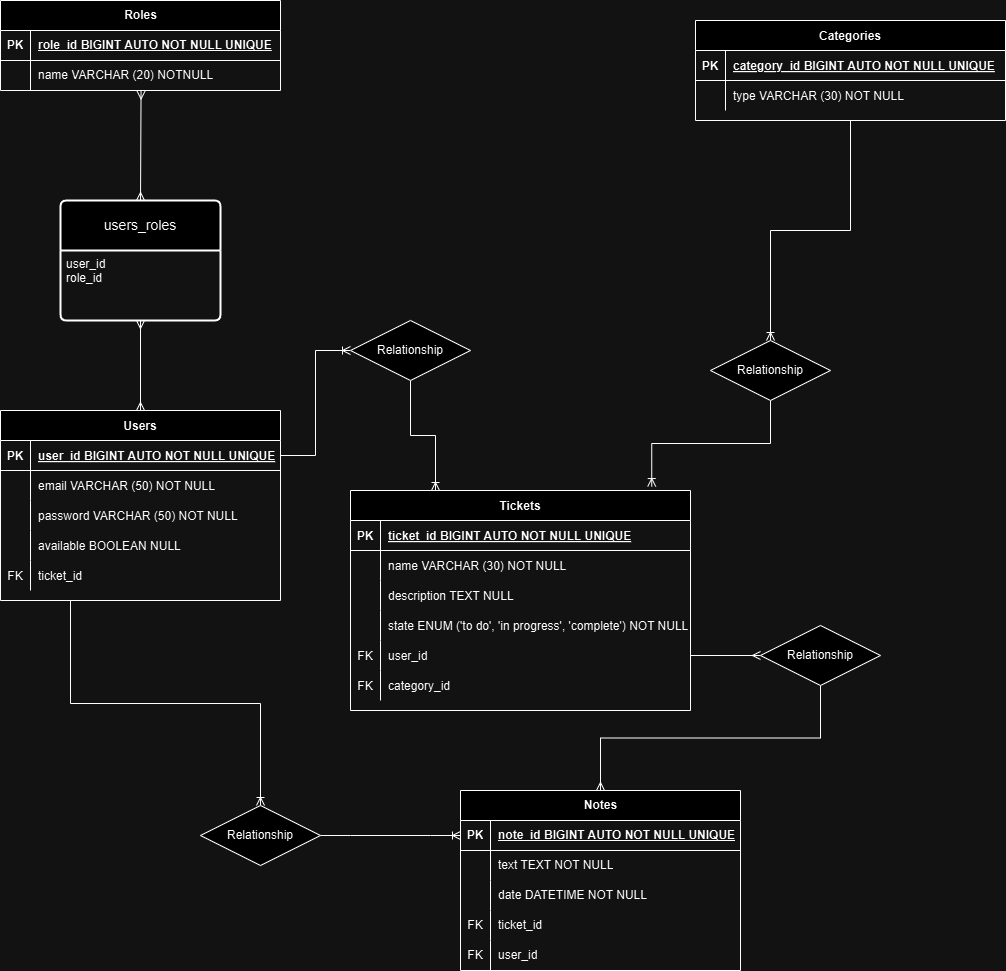 Roles
PK role_id BIGINT AUTO NOT NULL UNIQUE
name VARCHAR (20) NOTNULL
Categories
PK category_id BIGINT AUTO NOT NULL UNIQUE
type VARCHAR (30) NOT NULL
users_roles
user_id
role_id
Relationship
Relationship
Users
PK user_id BIGINT AUTO NOT NULL UNIQUE
email VARCHAR (50) NOT NULL
password VARCHAR (50) NOT NULL
available BOOLEAN NULL
FK ticket_id
Tickets
PK ticket_id BIGINT AUTO NOT NULL UNIQUE
name VARCHAR (30) NOT NULL
description TEXT NULL
state ENUM ('to do', 'in progress', 'complete') NOT NULL
FK user_id
FK category_id
Relationship
Relationship
Notes
PK note_id BIGINT AUTO NOT NULL UNIQUE
text TEXT NOT NULL
date DATETIME NOT NULL
FK ticket_id
FK user_id